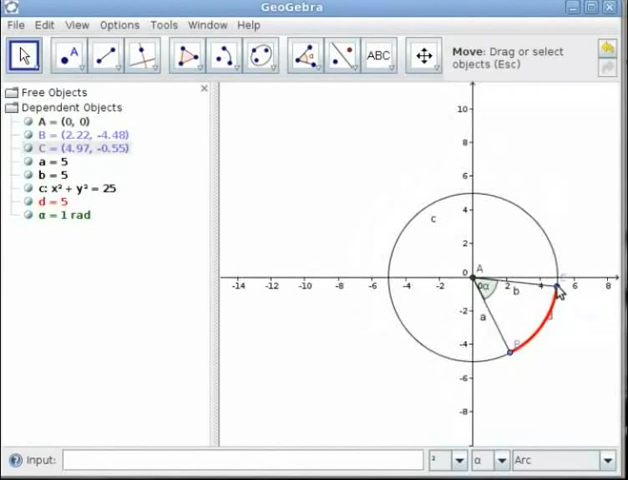 GeoGebra
File Edit View Options Tools Window Help
A
ABC
Move: Drag or select
objects (Esc)
Free Objects
Dependent Objects
A = (0, 0)
B = (2.22, -4.48)
C = (4.97, -0.55)
a = 5
b = 5
c: x² + y² = 25
d = 5
α = 1 rad
10
8
6
c
4
2
A
0
-14 -12 -10 -8 -6 -4 -2 0 2 4 6 8
α
b
-2
a
d
-4
B
-6
-8
Input:
²
α
Arc